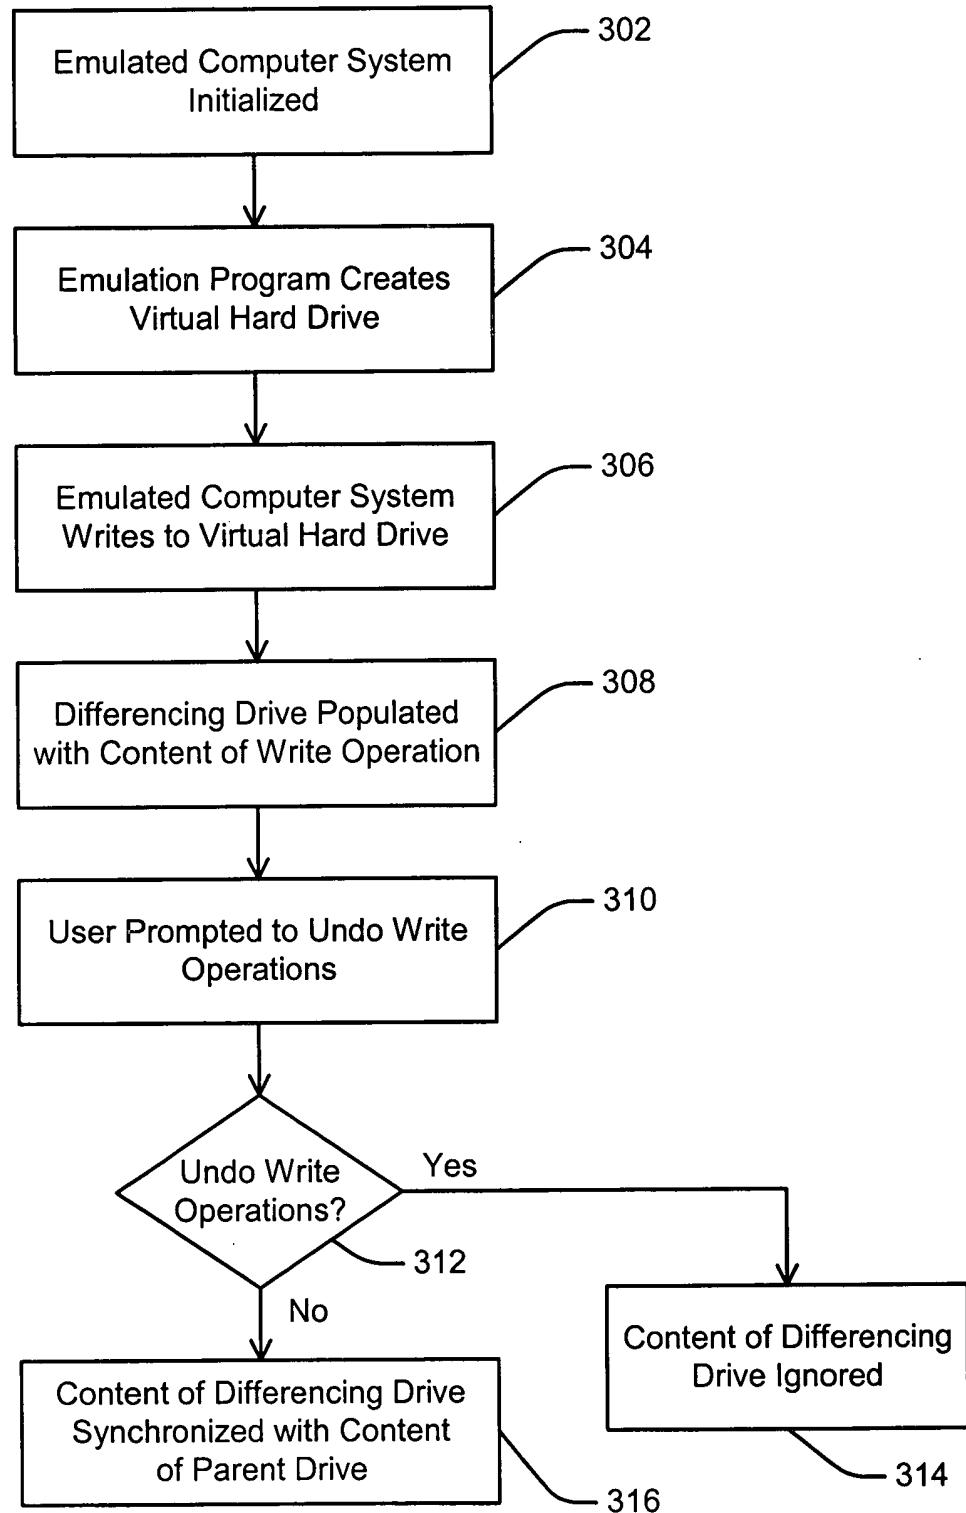 Emulated Computer System
Initialized
302
Emulation Program Creates
Virtual Hard Drive
304
Emulated Computer System
Writes to Virtual Hard Drive
306
Differencing Drive Populated
with Content of Write Operation
308
User Prompted to Undo Write
Operations
310
Undo Write
Operations?
312
Yes
No
Content of Differencing
Drive Ignored
314
Content of Differencing Drive
Synchronized with Content
of Parent Drive
316